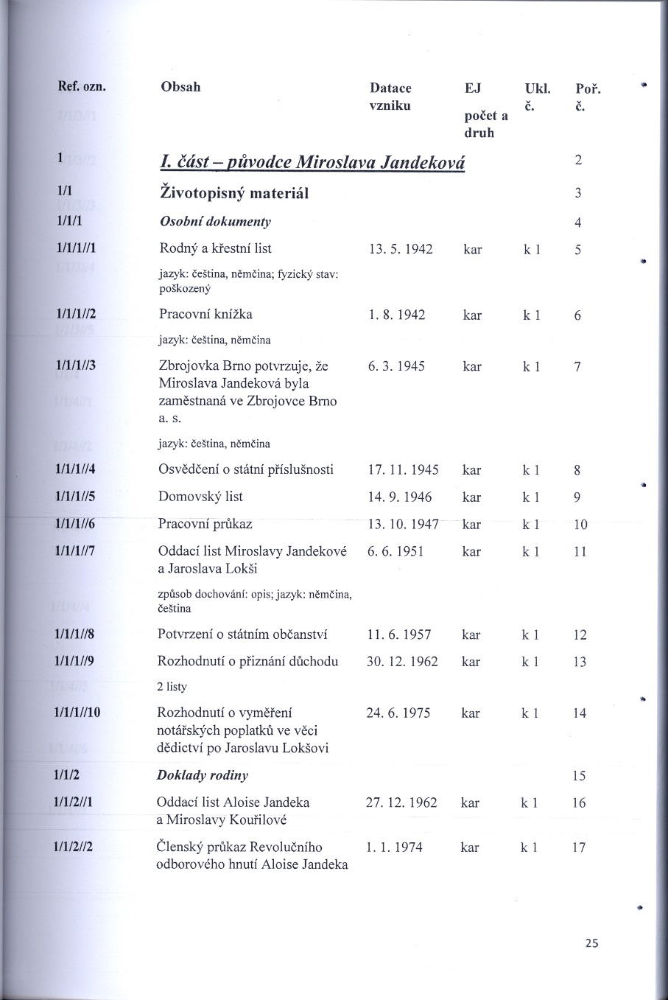 Ref. ozn. Obsah Datace vzniku EJ počet a druh Ukl. č. Poř. č.
1 I. část – původce Miroslava Jandeková 2
1/1 Životopisný materiál 3
1/1/1 Osobní dokumenty 4
1/1/1//1 Rodný a křestní list 13. 5. 1942 kar k 1 5
jazyk: čeština, němčina; fyzický stav:
poškozený
1/1/1//2 Pracovní knížka 1. 8. 1942 kar k 1 6
jazyk: čeština, němčina
1/1/1//3 Zbrojovka Brno potvrzuje, že 6. 3. 1945 kar k 1 7
Miroslava Jandeková byla
zaměstnaná ve Zbrojovce Brno
a. s.
jazyk: čeština, němčina
1/1/1//4 Osvědčení o státní příslušnosti 17. 11. 1945 kar k 1 8
1/1/1//5 Domovský list 14. 9. 1946 kar k 1 9
1/1/1//6 Pracovní průkaz 13. 10. 1947 kar k 1 10
1/1/1//7 Oddací list Miroslavy Jandekové 6. 6. 1951 kar k 1 11
a Jaroslava Lokši
způsob dochování: opis; jazyk: němčina,
čeština
1/1/1//8 Potvrzení o státním občanství 11. 6. 1957 kar k 1 12
1/1/1//9 Rozhodnutí o přiznání důchodu 30. 12. 1962 kar k 1 13
2 listy
1/1/1//10 Rozhodnutí o vyměření 24. 6. 1975 kar k 1 14
notářských poplatků ve věci
dědictví po Jaroslavu Lokšovi
1/1/2 Doklady rodiny 15
1/1/2//1 Oddací list Aloise Jandeka 27. 12. 1962 kar k 1 16
a Miroslavy Kouřilové
1/1/2//2 Členský průkaz Revolučního 1. 1. 1974 kar k 1 17
odborového hnutí Aloise Jandeka
25